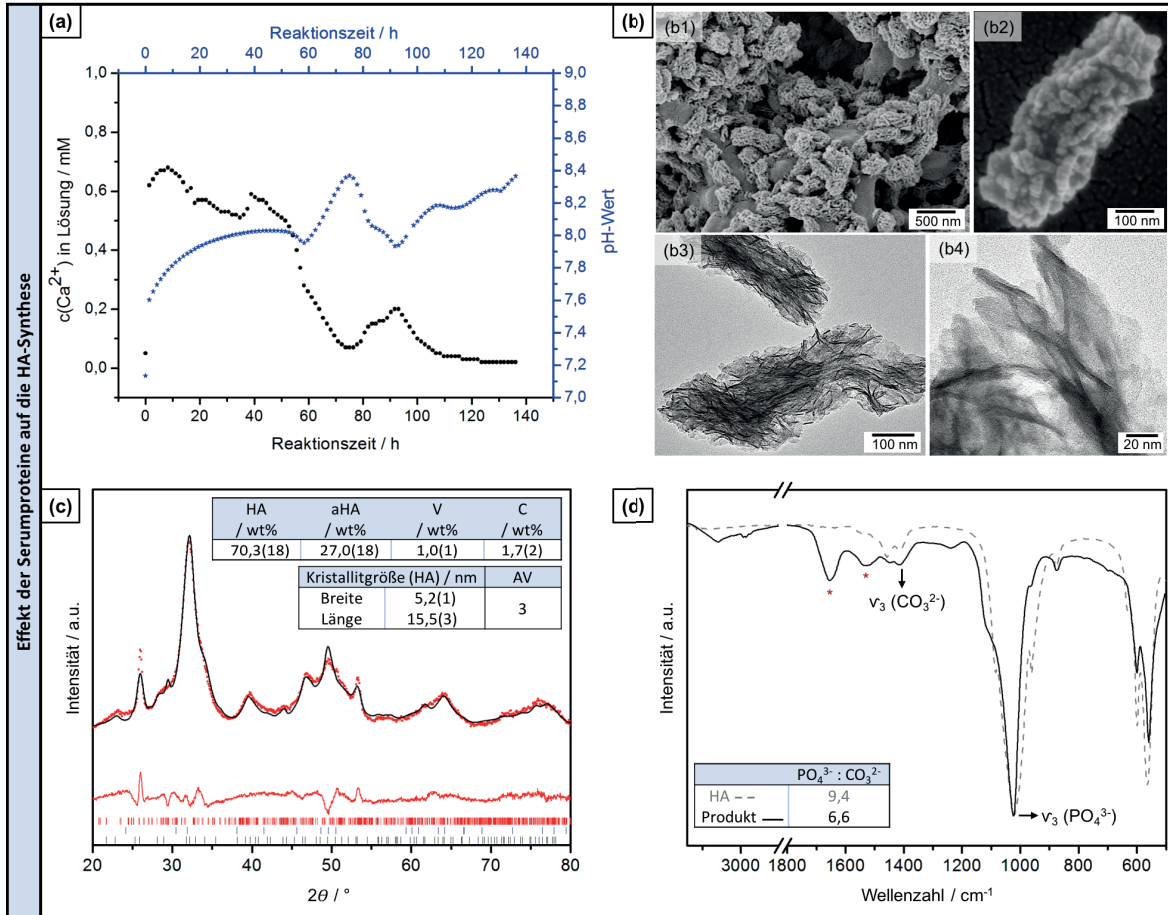 Effekt der Serumproteine auf die HA-Synthese
(a)
Reaktionszeit / h
0 20 40 60 80 100 120 140
1,0
0,8
0,6
0,4
0,2
0,0
c(Ca2+) in Lösung / mM
9,0
8,8
8,6
8,4
8,2
8,0
7,8
7,6
7,4
7,2
7,0
pH-Wert
0 20 40 60 80 100 120 140
Reaktionszeit / h
(b)
(b1)
500 nm
(b2)
100 nm
(b3)
100 nm
(b4)
20 nm
(c)
HA aHA V C
/ wt% / wt% / wt% / wt%
70,3(18) 27,0(18) 1,0(1) 1,7(2)
Kristallitgröße (HA) / nm AV
Breite 5,2(1)
3
Länge 15,5(3)
Intensität / a.u.
20 30 40 50 60 70 80
2θ / °
(d)
* *
ν3 (CO32-)
Intensität / a.u.
PO43- : CO32-
HA 9,4
Produkt 6,6
ν3 (PO43-)
3000 1800 1600 1400 1200 1000 800 600
Wellenzahl / cm-1